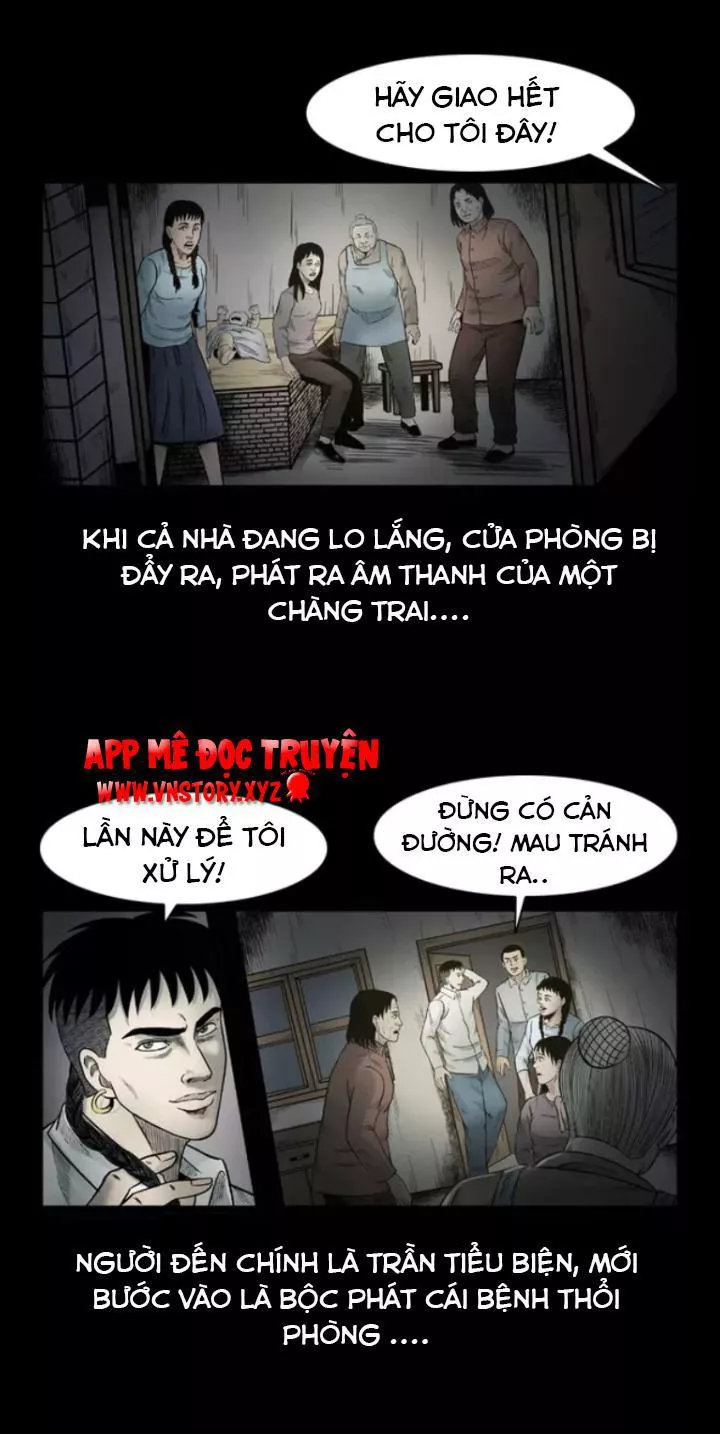 HÃY GIAO HẾT
CHO TÔI ĐÂY!
KHI CẢ NHÀ ĐANG LO LẮNG, CỬA PHÒNG BỊ
ĐẨY RA, PHÁT RA ÂM THANH CỦA MỘT
CHÀNG TRAI....
APP MÊ ĐỌC TRUYỆN
WWW.VNSTORY.XYZ
LẦN NÀY ĐỂ TÔI
XỬ LÝ!
ĐỪNG CÓ CẢN
ĐƯỜNG! MAU TRÁNH
RA..
NGƯỜI ĐẾN CHÍNH LÀ TRẦN TIỂU BIỆN, MỚI
BƯỚC VÀO LÀ BỘC PHÁT CÁI BỆNH THỔI
PHÒNG ....